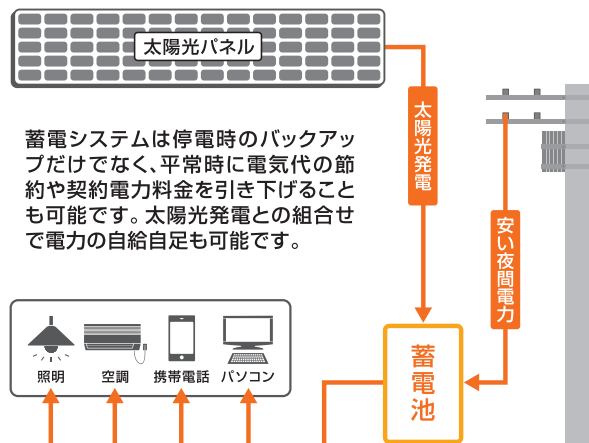 太陽光パネル
太陽光発電
蓄電システムは停電時のバックアッ
プだけでなく、平常時に電気代の節
約や契約電力料金を引き下げること
も可能です。太陽光発電との組合せ
で電力の自給自足も可能です。
安い夜間電力
照明
空調
携帯電話
パソコン
蓄電池